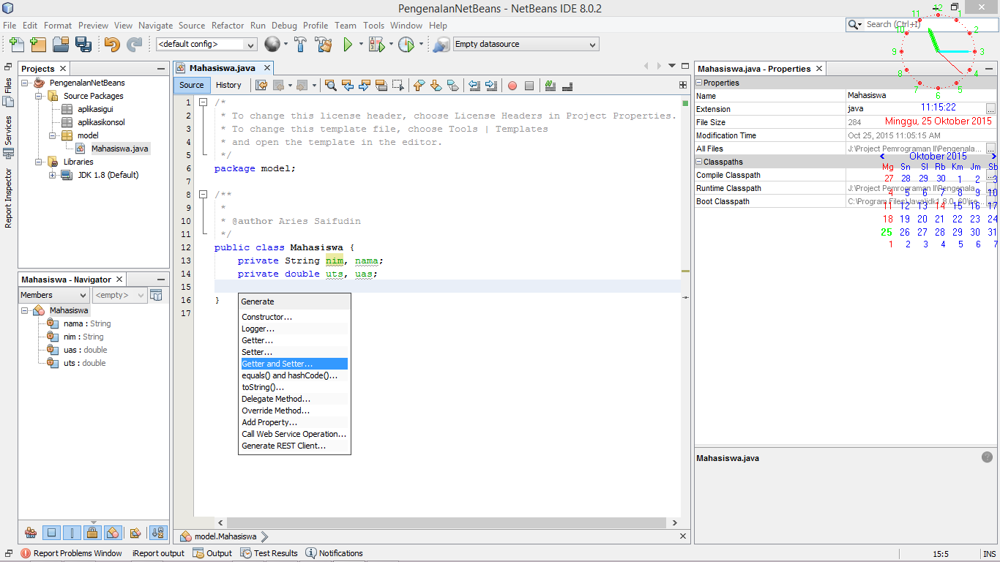 PengenalanNetBeans - NetBeans IDE 8.0.2
File Edit Format Preview View Navigate Source Refactor Run Debug Profile Team Tools Window Help
Search (Ctrl+I)
<default config>
Empty datasource
Files
Services
Report Inspector
Projects
PengenalanNetBeans
Source Packages
aplikasigui
aplikasikonsol
model
Mahasiswa.java
Libraries
JDK 1.8 (Default)
Mahasiswa - Navigator
Members <empty>
Mahasiswa
nama : String
nim : String
uas : double
uts : double
Mahasiswa.java
Source History
1 /*
2 * To change this license header, choose License Headers in Project Properties.
3 * To change this template file, choose Tools | Templates
4 * and open the template in the editor.
5 */
6 package model;
7
8 /**
9 *
10 * @author Aries Saifudin
11 */
12 public class Mahasiswa {
13 private String nim, nama;
14 private double uts, uas;
15
16 }
17
Generate
Constructor...
Logger...
Getter...
Setter...
Getter and Setter...
equals() and hashCode()...
toString()...
Delegate Method...
Override Method...
Add Property...
Call Web Service Operation...
Generate REST Client...
model.Mahasiswa
Mahasiswa.java - Properties
Properties
Name Mahasiswa
Extension java
File Size 284
Modification Time Oct 25, 2015 11:05:15 AM
All Files J:\Project Pemrograman II\Pengenala...
Classpaths
Compile Classpath
Runtime Classpath J:\Project Pemrograman II\Pengenala
Boot Classpath C:\Program Files\Java\jdk1.8.0_60\jre...
Mahasiswa.java
12
1
2
3
4
5
6
7
8
9
10
11
11:15:22
Minggu, 25 Oktober 2015
Oktober 2015
Mg Sn Sl Rb Km Jm Sb
27 28 29 30 1 2 3
4 5 6 7 8 9 10
11 12 13 14 15 16 17
18 19 20 21 22 23 24
25 26 27 28 29 30 31
1 2 3 4 5 6 7
Report Problems Window iReport output Output Test Results Notifications
15:5 INS